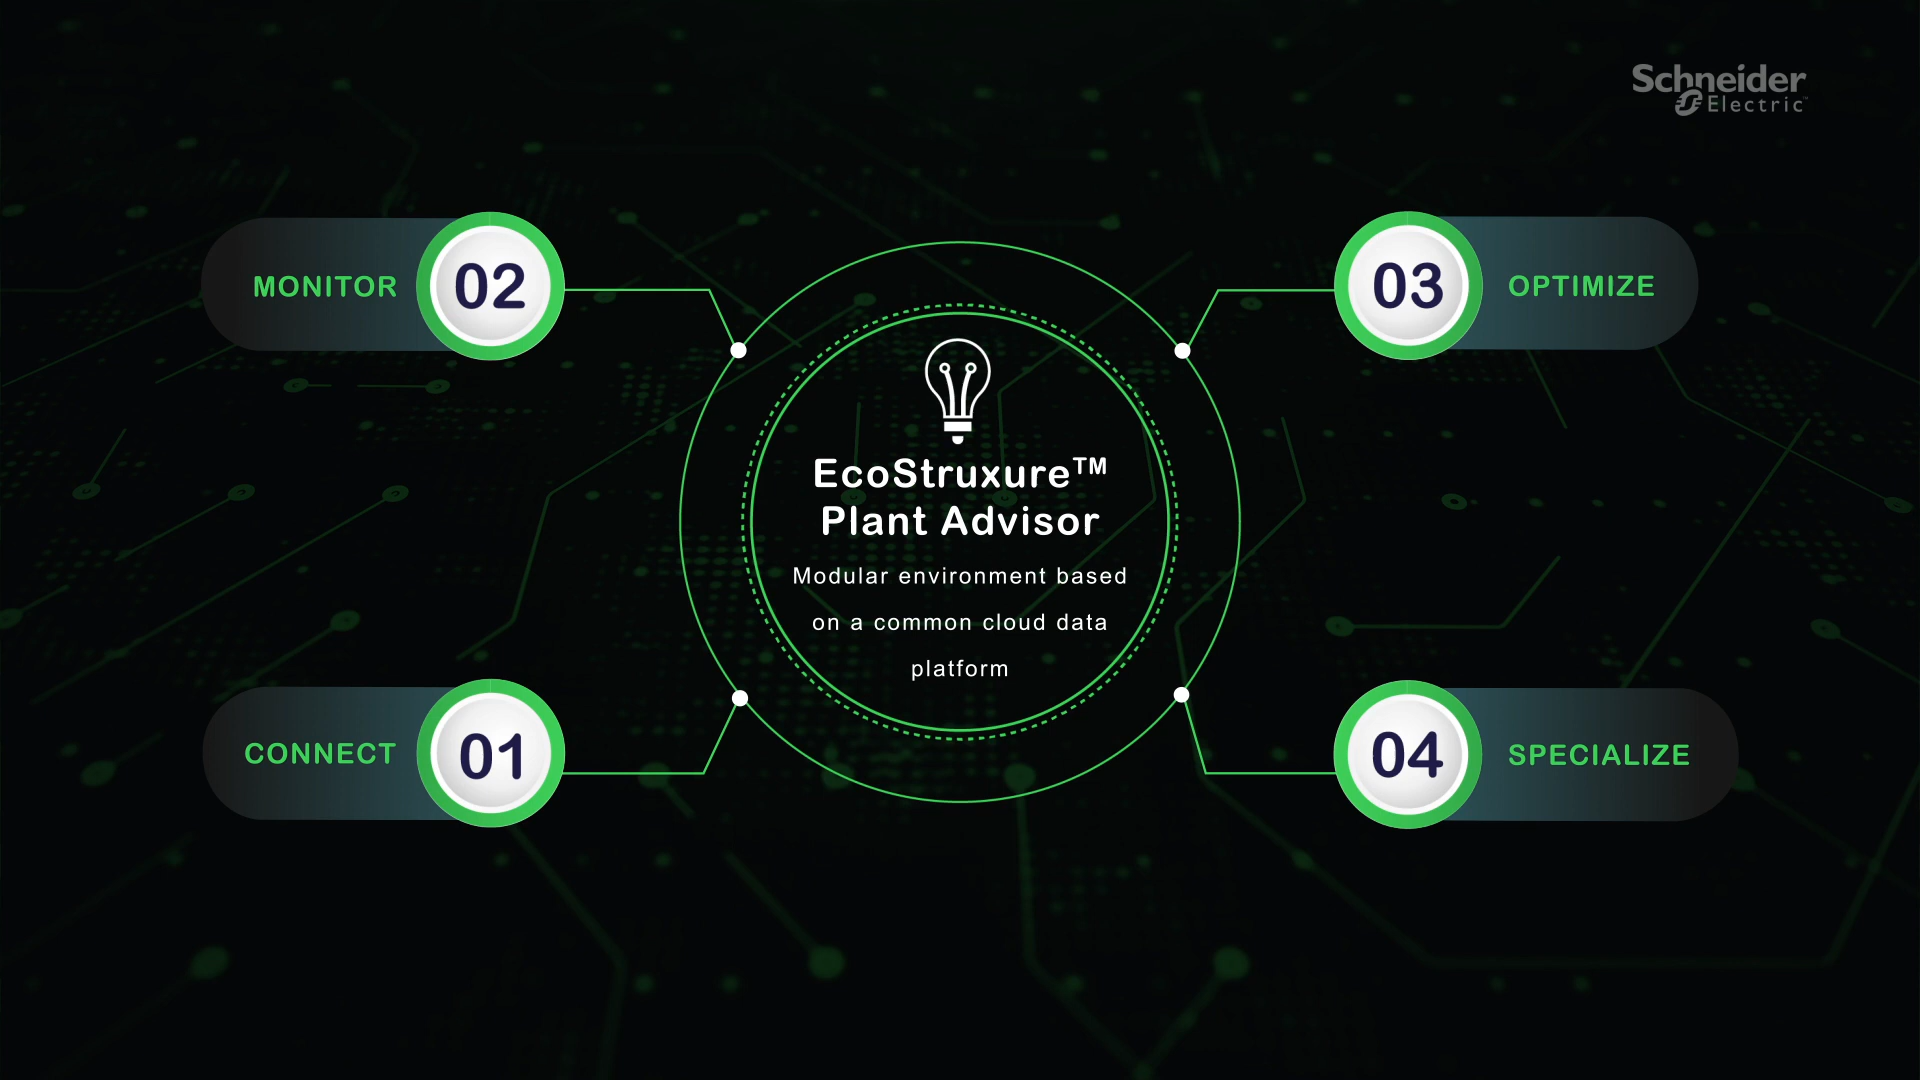 Schneider
Electric™
MONITOR
02
03
OPTIMIZE
EcoStruxure™
Plant Advisor
Modular environment based
on a common cloud data
platform
CONNECT
01
04
SPECIALIZE